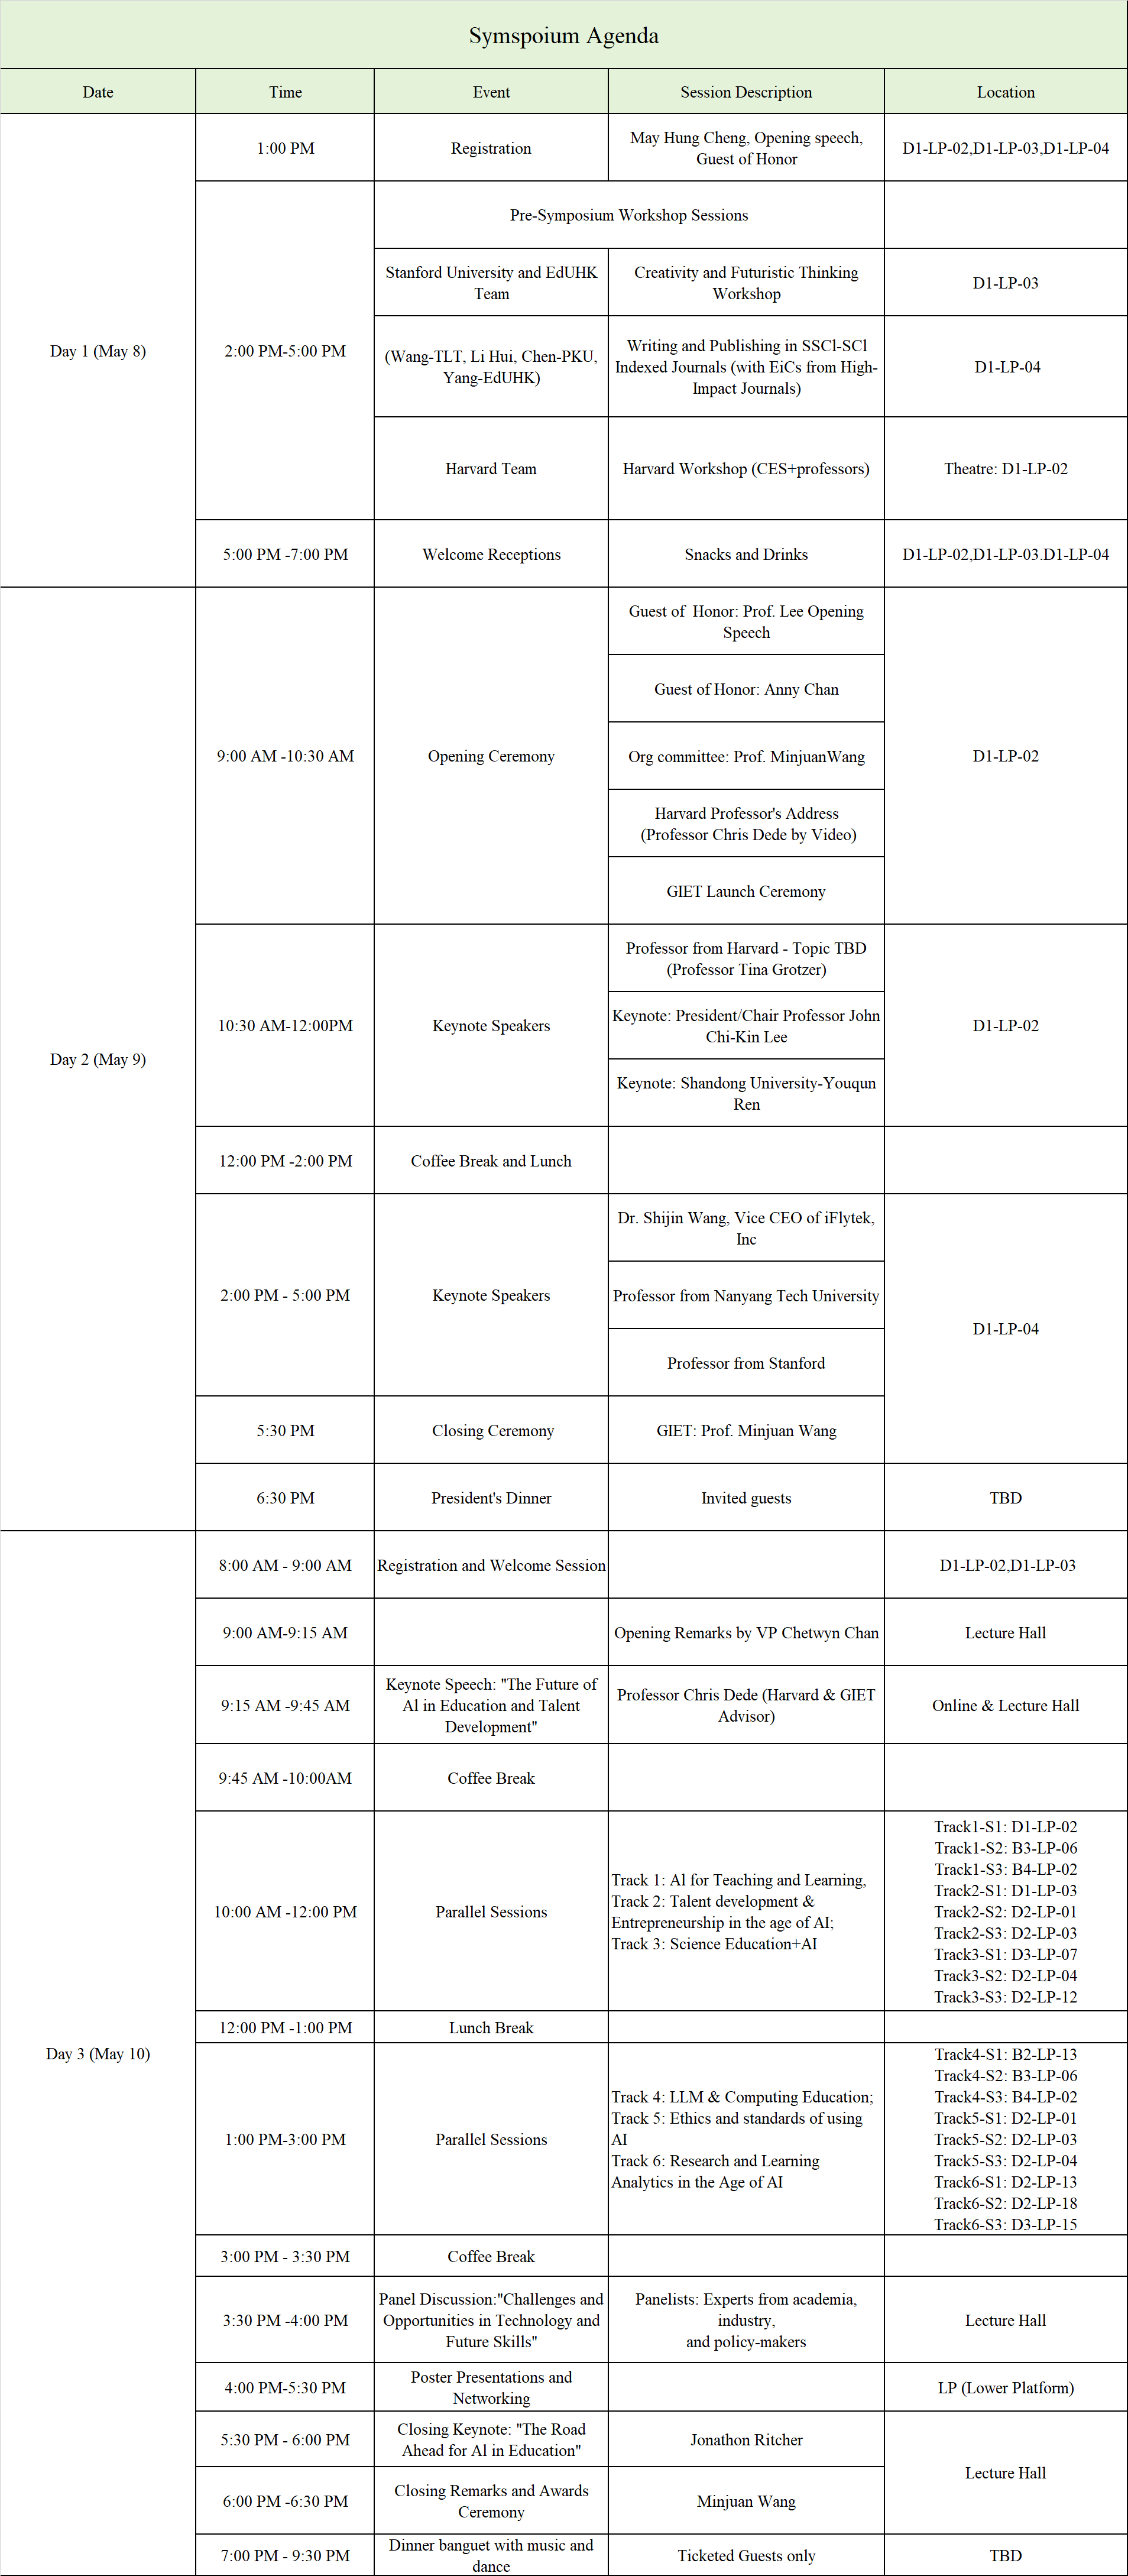 Symspoium Agenda
Date
Time
Event
Session Description
Location
Day 1 (May 8)
1:00 PM
Registration
May Hung Cheng, Opening speech,
Guest of Honor
D1-LP-02,D1-LP-03,D1-LP-04
2:00 PM-5:00 PM
Pre-Symposium Workshop Sessions
Stanford University and EdUHK
Team
Creativity and Futuristic Thinking
Workshop
D1-LP-03
(Wang-TLT, Li Hui, Chen-PKU,
Yang-EdUHK)
Writing and Publishing in SSCl-SCl
Indexed Journals (with EiCs from High-
Impact Journals)
D1-LP-04
Harvard Team
Harvard Workshop (CES+professors)
Theatre: D1-LP-02
5:00 PM -7:00 PM
Welcome Receptions
Snacks and Drinks
D1-LP-02,D1-LP-03.D1-LP-04
Day 2 (May 9)
9:00 AM -10:30 AM
Opening Ceremony
Guest of  Honor: Prof. Lee Opening
Speech
Guest of Honor: Anny Chan
Org committee: Prof. MinjuanWang
Harvard Professor's Address
(Professor Chris Dede by Video)
GIET Launch Ceremony
D1-LP-02
10:30 AM-12:00PM
Keynote Speakers
Professor from Harvard - Topic TBD
(Professor Tina Grotzer)
Keynote: President/Chair Professor John
Chi-Kin Lee
Keynote: Shandong University-Youqun
Ren
D1-LP-02
12:00 PM -2:00 PM
Coffee Break and Lunch
2:00 PM - 5:00 PM
Keynote Speakers
Dr. Shijin Wang, Vice CEO of iFlytek,
Inc
Professor from Nanyang Tech University
Professor from Stanford
D1-LP-04
5:30 PM
Closing Ceremony
GIET: Prof. Minjuan Wang
6:30 PM
President's Dinner
Invited guests
TBD
Day 3 (May 10)
8:00 AM - 9:00 AM
Registration and Welcome Session
D1-LP-02,D1-LP-03
9:00 AM-9:15 AM
Opening Remarks by VP Chetwyn Chan
Lecture Hall
9:15 AM -9:45 AM
Keynote Speech: "The Future of
Al in Education and Talent
Development"
Professor Chris Dede (Harvard & GIET
Advisor)
Online & Lecture Hall
9:45 AM -10:00AM
Coffee Break
10:00 AM -12:00 PM
Parallel Sessions
Track 1: Al for Teaching and Learning,
Track 2: Talent development &
Entrepreneurship in the age of AI;
Track 3: Science Education+AI
Track1-S1: D1-LP-02
Track1-S2: B3-LP-06
Track1-S3: B4-LP-02
Track2-S1: D1-LP-03
Track2-S2: D2-LP-01
Track2-S3: D2-LP-03
Track3-S1: D3-LP-07
Track3-S2: D2-LP-04
Track3-S3: D2-LP-12
12:00 PM -1:00 PM
Lunch Break
1:00 PM-3:00 PM
Parallel Sessions
Track 4: LLM & Computing Education;
Track 5: Ethics and standards of using
AI
Track 6: Research and Learning
Analytics in the Age of AI
Track4-S1: B2-LP-13
Track4-S2: B3-LP-06
Track4-S3: B4-LP-02
Track5-S1: D2-LP-01
Track5-S2: D2-LP-03
Track5-S3: D2-LP-04
Track6-S1: D2-LP-13
Track6-S2: D2-LP-18
Track6-S3: D3-LP-15
3:00 PM - 3:30 PM
Coffee Break
3:30 PM -4:00 PM
Panel Discussion:"Challenges and
Opportunities in Technology and
Future Skills"
Panelists: Experts from academia,
industry,
and policy-makers
Lecture Hall
4:00 PM-5:30 PM
Poster Presentations and
Networking
LP (Lower Platform)
5:30 PM - 6:00 PM
Closing Keynote: "The Road
Ahead for Al in Education"
Jonathon Ritcher
Lecture Hall
6:00 PM -6:30 PM
Closing Remarks and Awards
Ceremony
Minjuan Wang
7:00 PM - 9:30 PM
Dinner banguet with music and
dance
Ticketed Guests only
TBD